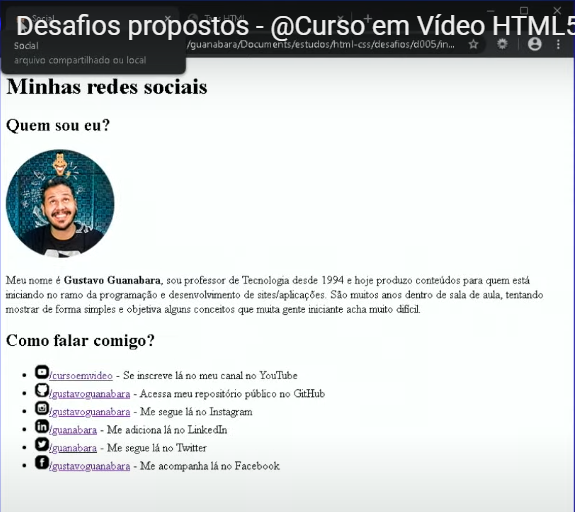 Desafios propostos - @Curso em Vídeo HTML5
Social
arquivo compartilhado ou local
/guanabara/Documents/estudos/html-css/desafios/d005/in...
Minhas redes sociais
Quem sou eu?
Meu nome é Gustavo Guanabara, sou professor de Tecnologia desde 1994 e hoje produzo conteúdos para quem está
iniciando no ramo da programação e desenvolvimento de sites/aplicações. São muitos anos dentro de sala de aula, tentando
mostrar de forma simples e objetiva alguns conceitos que muita gente iniciante acha muito difícil.
Como falar comigo?
/cursoemvideo - Se inscreve lá no meu canal no YouTube
/gustavoguanabara - Acessa meu repositório público no GitHub
/gustavoguanabara - Me segue lá no Instagram
/guanabara - Me adiciona lá no LinkedIn
/guanabara - Me segue lá no Twitter
/gustavoguanabara - Me acompanha lá no Facebook